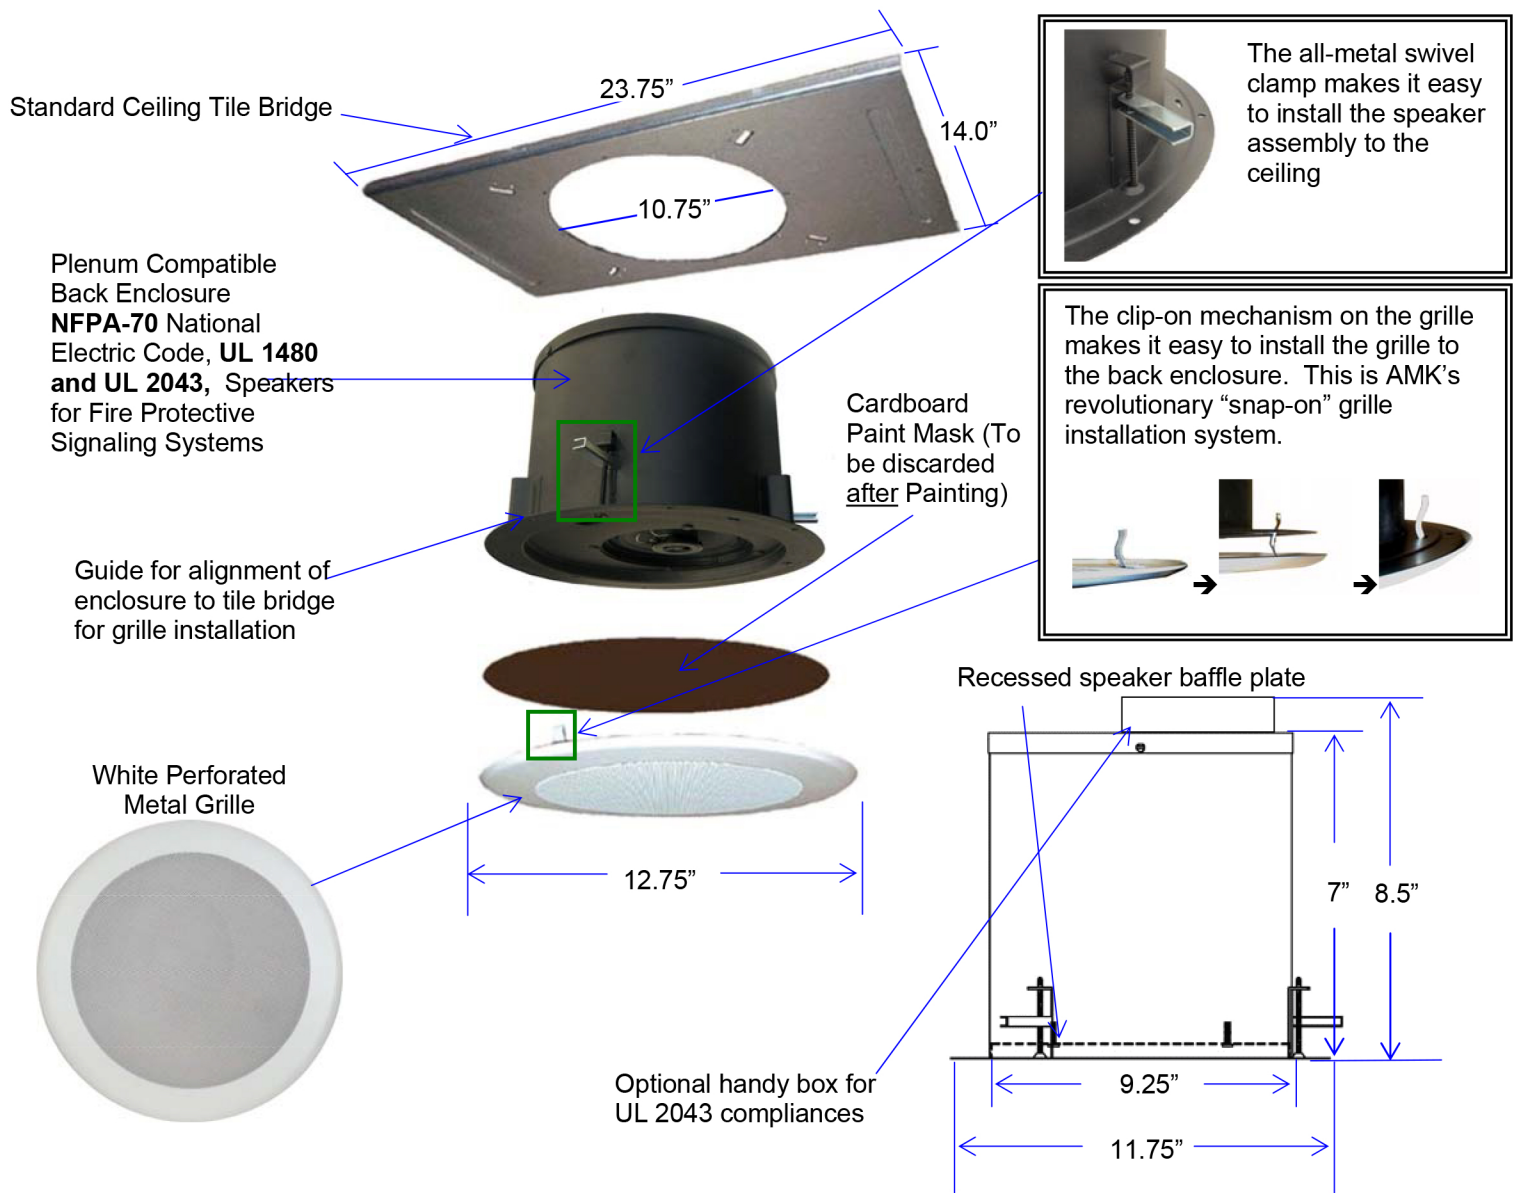 Standard Ceiling Tile Bridge
23.75”
14.0”
10.75”
The all-metal swivel
clamp makes it easy
to install the speaker
assembly to the
ceiling
Plenum Compatible
Back Enclosure
NFPA-70 National
Electric Code, UL 1480
and UL 2043, Speakers
for Fire Protective
Signaling Systems
The clip-on mechanism on the grille
makes it easy to install the grille to
the back enclosure. This is AMK’s
revolutionary “snap-on” grille
installation system.
Cardboard
Paint Mask (To
be discarded
after Painting)
Guide for alignment of
enclosure to tile bridge
for grille installation
Recessed speaker baffle plate
White Perforated
Metal Grille
12.75”
7”
8.5”
Optional handy box for
UL 2043 compliances
9.25”
11.75”